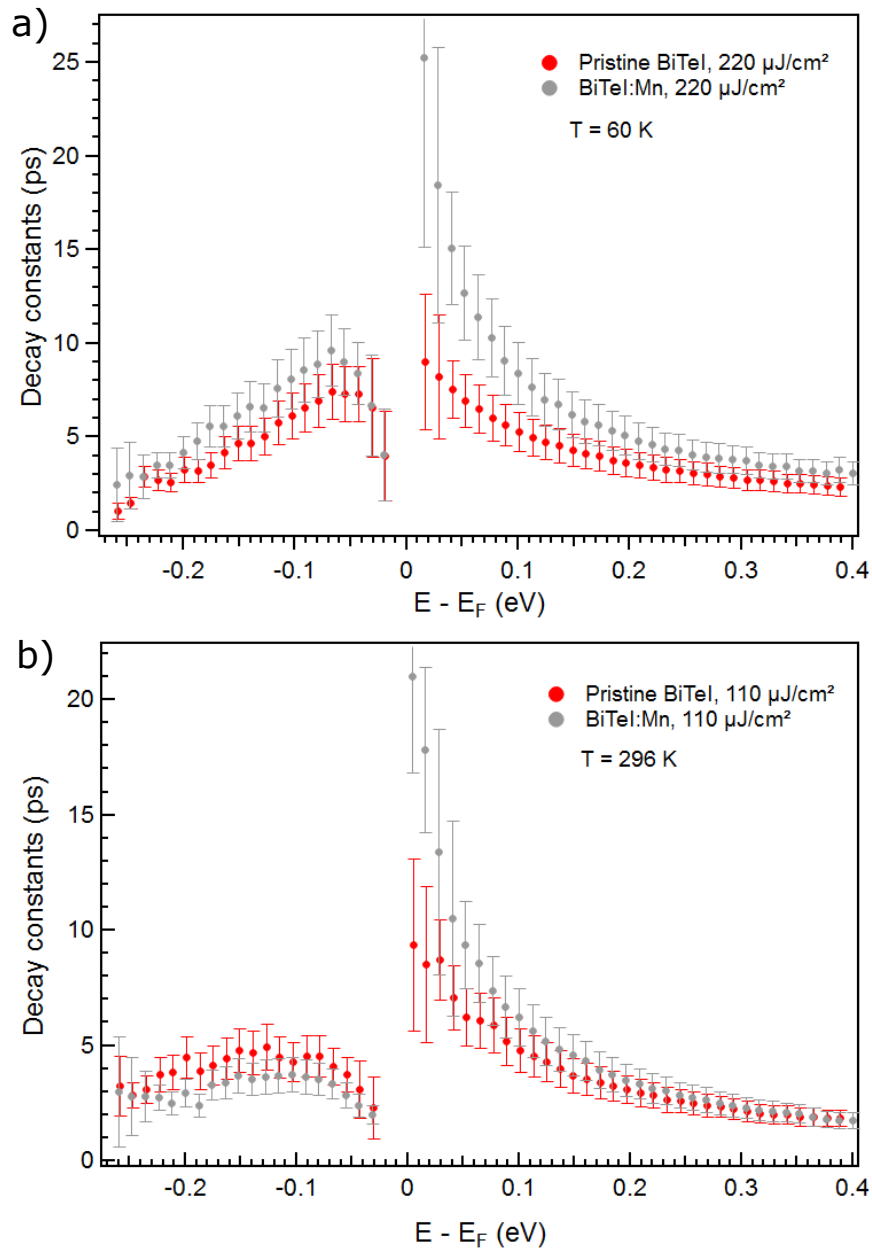 a)
Pristine BiTeI, 220 μJ/cm²
BiTeI:Mn, 220 μJ/cm²
T = 60 K
Decay constants (ps)
25
20
15
10
5
0
-0.2
-0.1
0
0.1
0.2
0.3
0.4
E - E_F (eV)
b)
Pristine BiTeI, 110 μJ/cm²
BiTeI:Mn, 110 μJ/cm²
T = 296 K
Decay constants (ps)
20
15
10
5
0
-0.2
-0.1
0
0.1
0.2
0.3
0.4
E - E_F (eV)